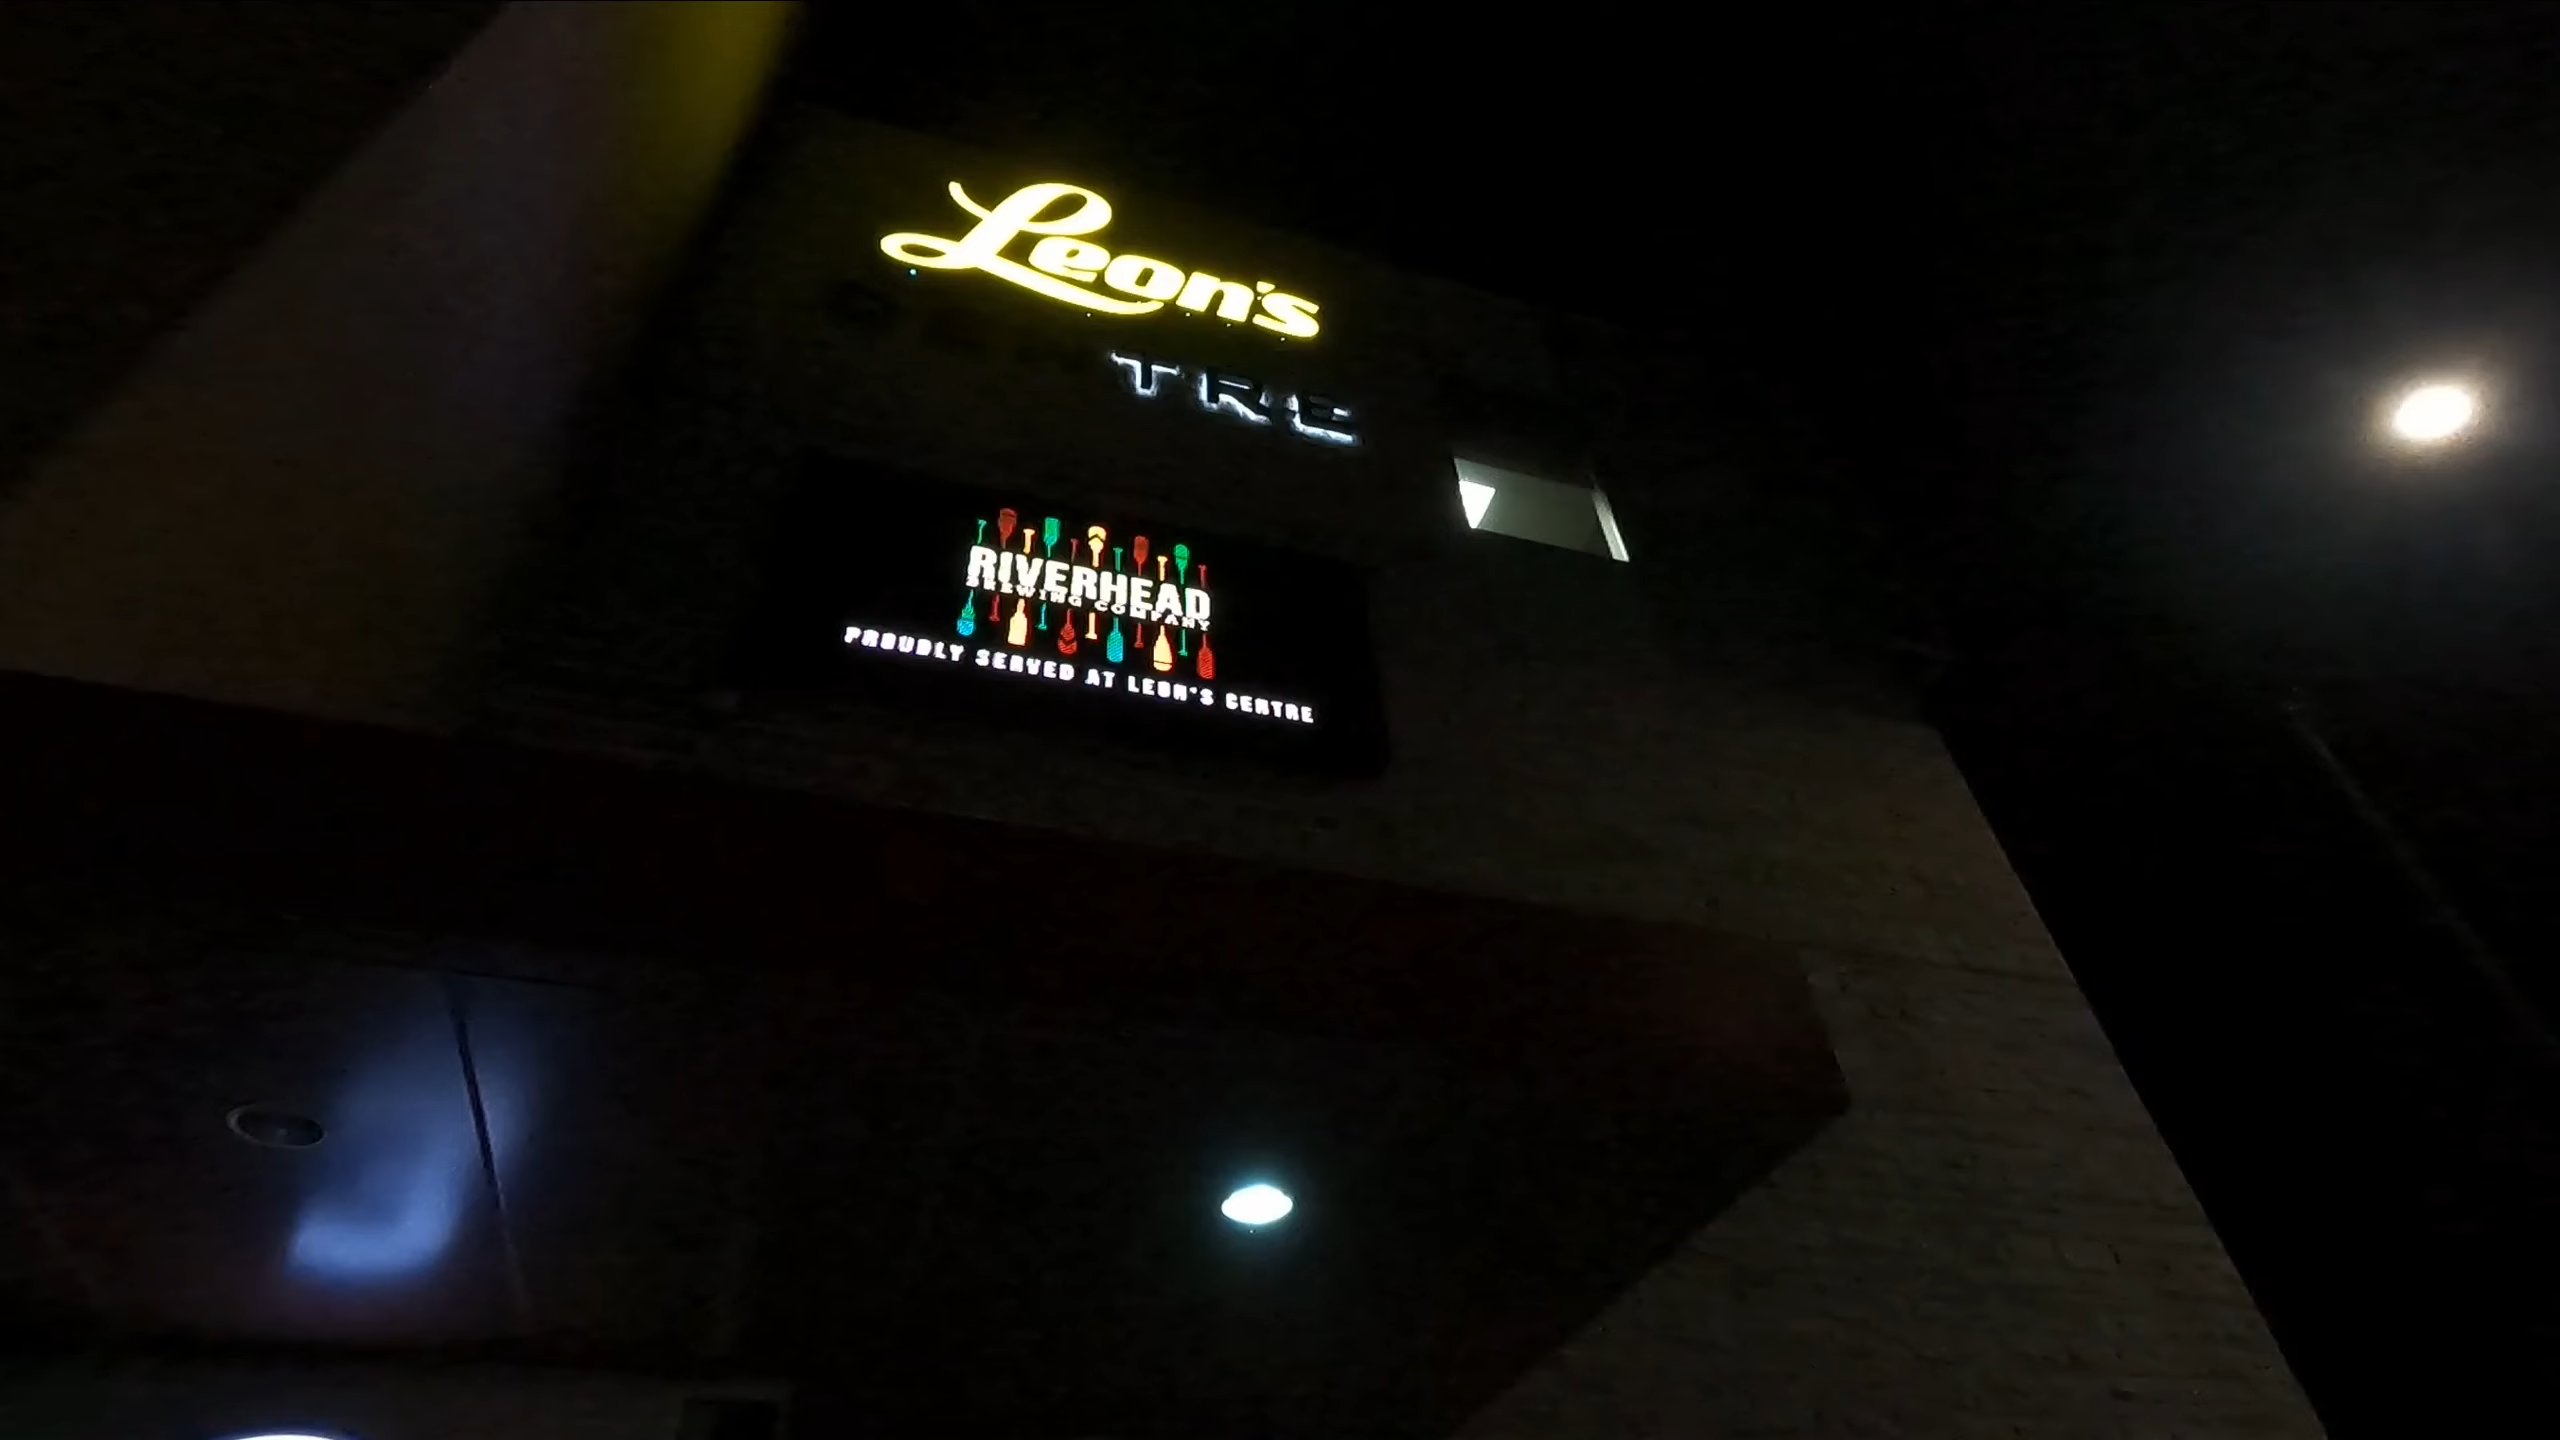 Leon's
TRE
RIVERHEAD
BREWING COMPANY
PROUDLY SERVED AT LEON'S CENTRE